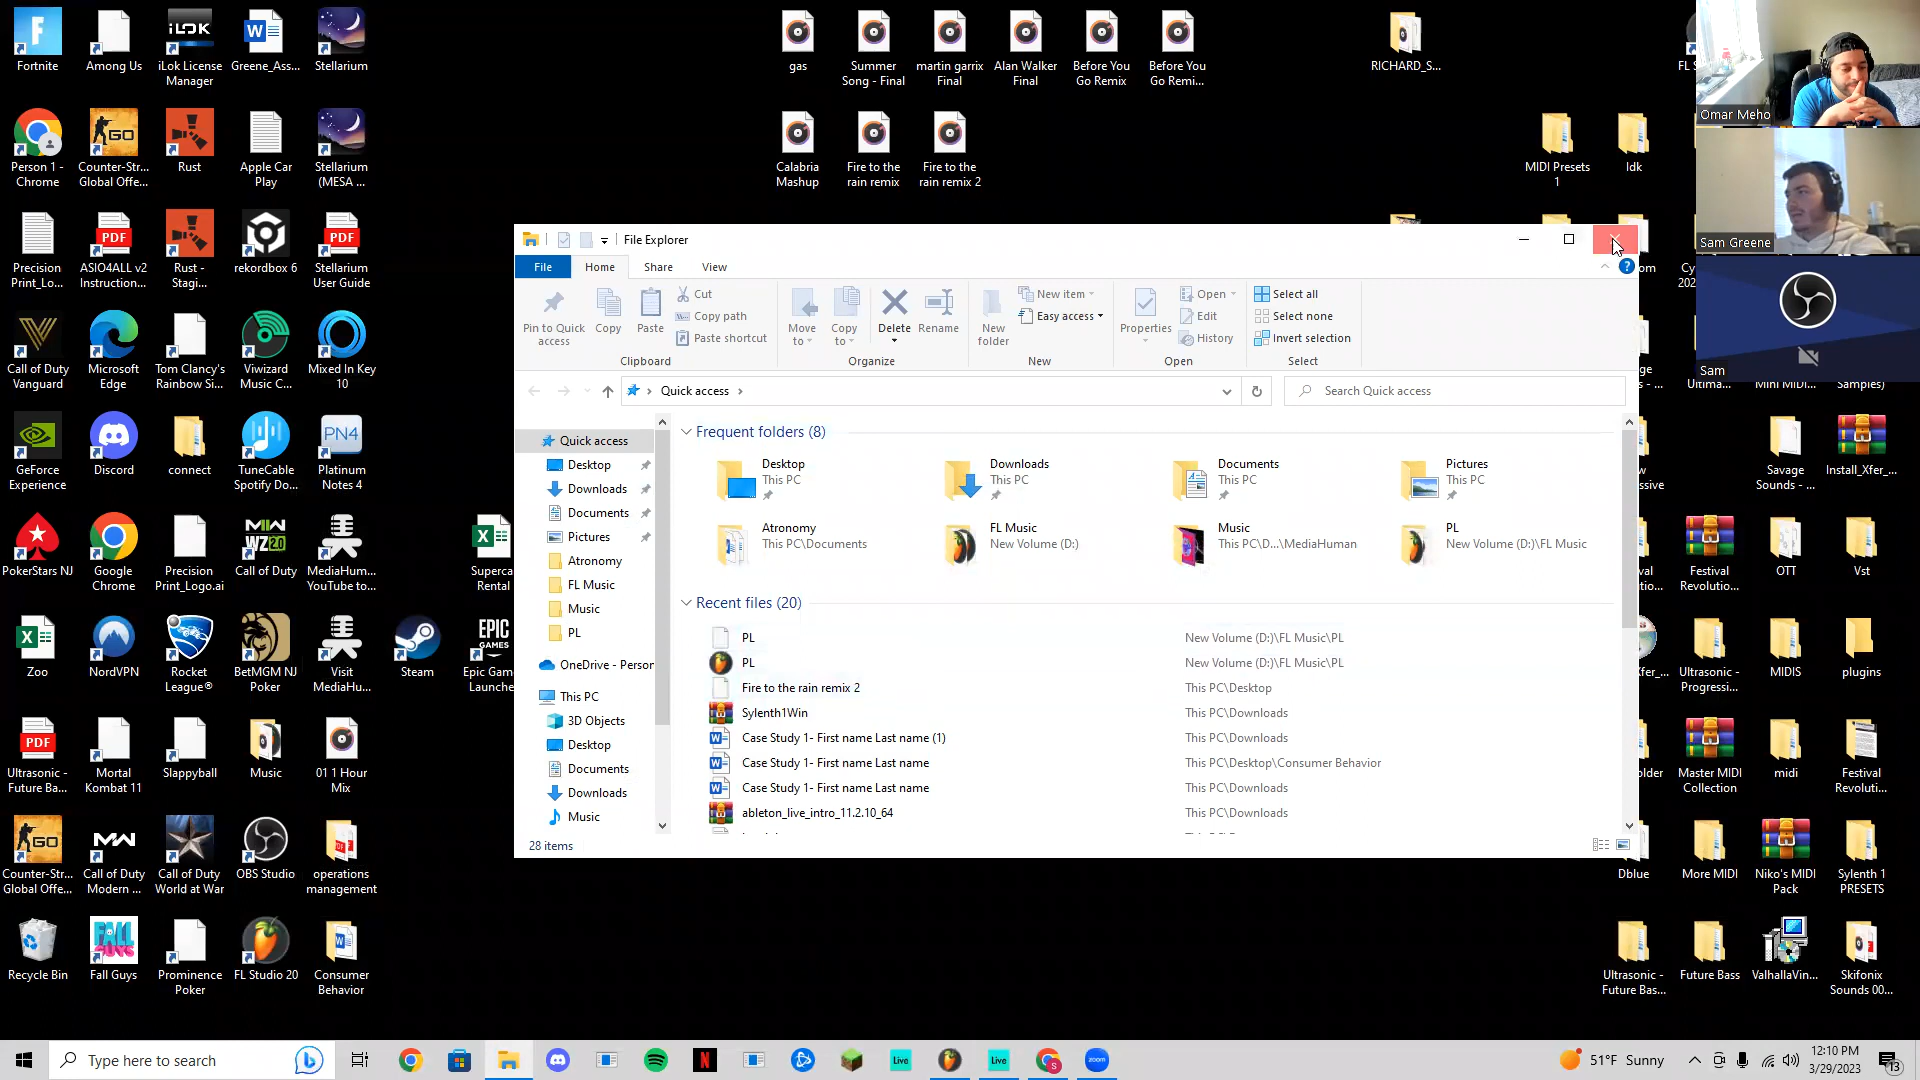 Fortnite
Among Us
iLOK
iLok License
Manager
Greene_Ass...
Stellarium
gas
Summer
Song - Final
martin garrix
Final
Alan Walker
Final
Before You
Go Remix
Before You
Go Remi...
RICHARD_S...
Omar Meho
Person 1 -
Chrome
Counter-Str...
Global Offe...
Rust
Apple Car
Play
Stellarium
(MESA ...
Calabria
Mashup
Fire to the
rain remix
Fire to the
rain remix 2
MIDI Presets
1
Idk
Sam Greene
Precision
Print_Lo...
ASIO4ALL v2
Instruction...
Rust -
Stagi...
rekordbox 6
Stellarium
User Guide
File Explorer
File
Home
Share
View
Pin to Quick
access
Copy
Paste
Cut
Copy path
Paste shortcut
Clipboard
Move
to
Copy
to
Delete
Rename
Organize
New
folder
New item
Easy access
New
Properties
Open
Edit
History
Open
Select all
Select none
Invert selection
Select
Sam
Call of Duty
Vanguard
Microsoft
Edge
Tom Clancy's
Rainbow Si...
Viwizard
Music C...
Mixed In Key
10
Quick access
Search Quick access
Quick access
Desktop
Downloads
Documents
Pictures
Atronomy
FL Music
Music
PL
OneDrive - Person
This PC
3D Objects
Desktop
Documents
Downloads
Music
28 items
Frequent folders (8)
Desktop
This PC
Downloads
This PC
Documents
This PC
Pictures
This PC
Atronomy
This PC\Documents
FL Music
New Volume (D:)
Music
This PC\D...\MediaHuman
PL
New Volume (D:)\FL Music
Recent files (20)
PL
New Volume (D:)\FL Music\PL
PL
New Volume (D:)\FL Music\PL
Fire to the rain remix 2
This PC\Desktop
Sylenth1Win
This PC\Downloads
Case Study 1- First name Last name (1)
This PC\Downloads
Case Study 1- First name Last name
This PC\Desktop\Consumer Behavior
Case Study 1- First name Last name
This PC\Downloads
ableton_live_intro_11.2.10_64
This PC\Downloads
GeForce
Experience
Discord
connect
TuneCable
Spotify Do...
Platinum
Notes 4
Savage
Sounds - ...
Install_Xfer_...
PokerStars NJ
Google
Chrome
Precision
Print_Logo.ai
Call of Duty
MediaHum...
YouTube to...
Superca
Rental
Festival
Revolutio...
OTT
Vst
Zoo
NordVPN
Rocket
League®
BetMGM NJ
Poker
Visit
MediaHu...
Steam
Epic Game
Launche
Ultrasonic -
Progressi...
MIDIS
plugins
Ultrasonic -
Future Ba...
Mortal
Kombat 11
Slappyball
Music
01 1 Hour
Mix
Master MIDI
Collection
midi
Festival
Revoluti...
Counter-Str...
Global Offe...
Call of Duty
Modern ...
Call of Duty
World at War
OBS Studio
operations
management
Dblue
More MIDI
Niko's MIDI
Pack
Sylenth 1
PRESETS
Recycle Bin
Fall Guys
Prominence
Poker
FL Studio 20
Consumer
Behavior
Ultrasonic -
Future Bas...
Future Bass
ValhallaVin...
Skifonix
Sounds 00...
Type here to search
Live
Live
zoom
51°F Sunny
12:10 PM
3/29/2023
13